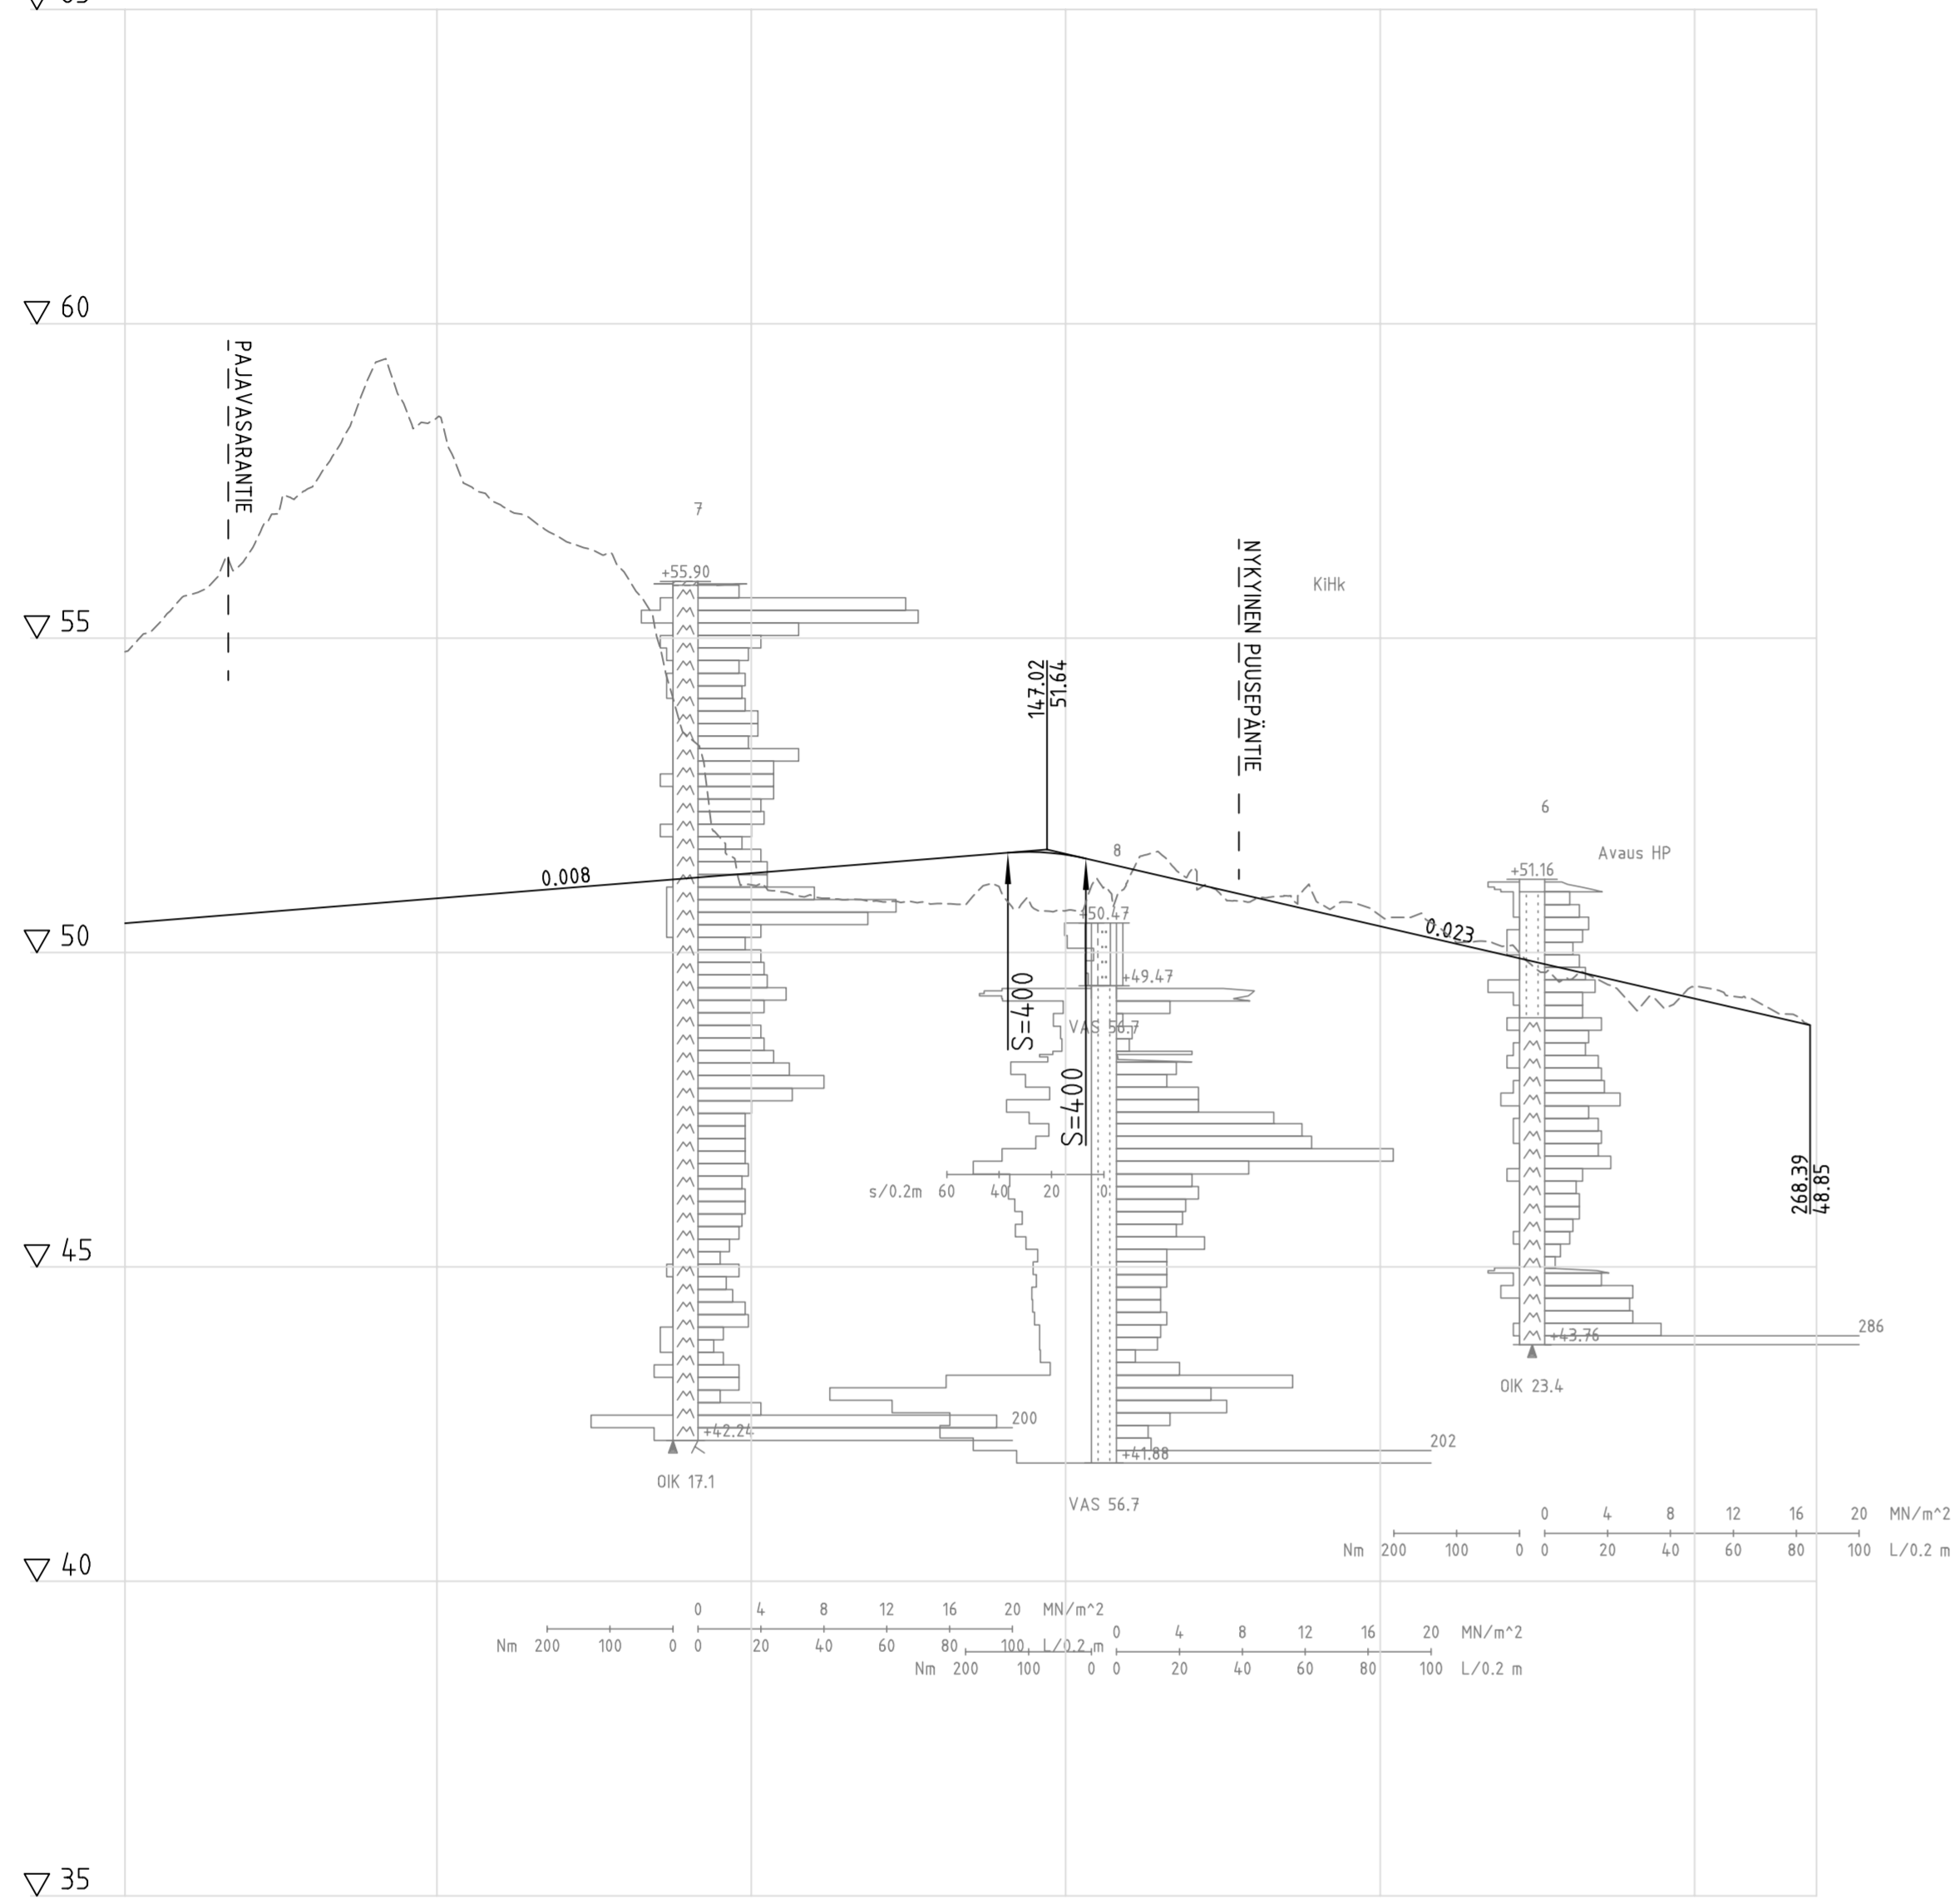 60
PAJAVASARANTIE
7
NYKYINEN PUUSEPÄNTIE
+55.90
KiHk
55
147.02
51.64
6
8
Avaus HP
+51.16
0.008
+50.47
0.023
50
+49.47
S=400
VAS 56.7
S=400
268.39
48.85
s/0.2m 60 40 20 0
45
286
+43.76
OIK 23.4
200
+42.24
202
+41.88
OIK 17.1
VAS 56.7
0 4 8 12 16 20 MN/m^2
Nm 200 100 0 0 20 40 60 80 100 L/0.2 m
40
0 4 8 12 16 20 MN/m^2
Nm 200 100 0 0 20 40 60 80 100 L/0.2 m
0 4 8 12 16 20 MN/m^2
Nm 200 100 0 0 20 40 60 80 100 L/0.2 m
35